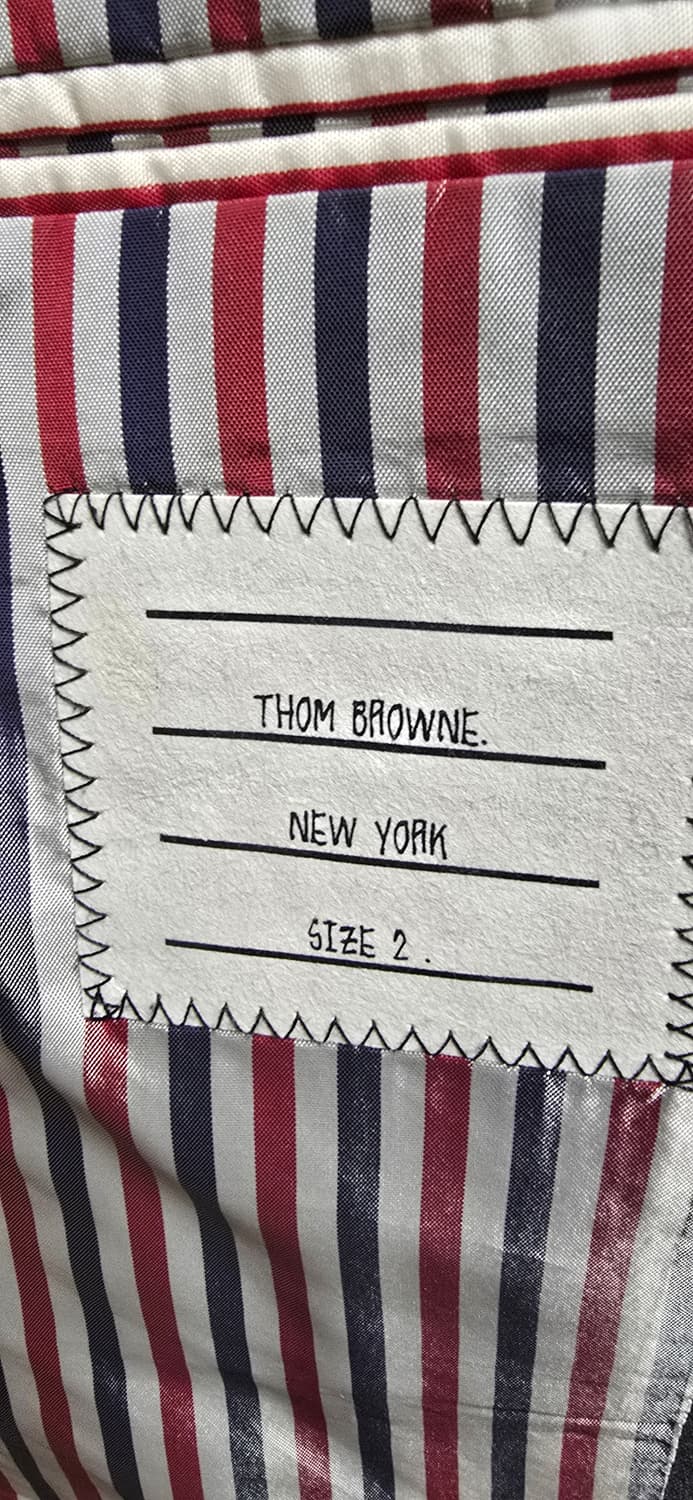 THOM BROWNE.
NEW YORK
SIZE 2 .